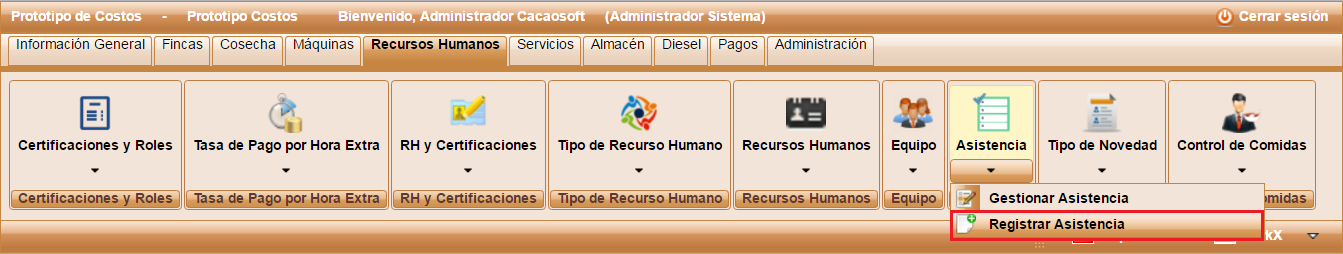 Prototipo de Costos - Prototipo Costos Bienvenido, Administrador Cacaosoft (Administrador Sistema) Cerrar sesión
Información General Fincas Cosecha Máquinas Recursos Humanos Servicios Almacén Diesel Pagos Administración
Certificaciones y Roles Tasa de Pago por Hora Extra RH y Certificaciones Tipo de Recurso Humano Recursos Humanos Equipo Asistencia Tipo de Novedad Control de Comidas
Certificaciones y Roles Tasa de Pago por Hora Extra RH y Certificaciones Tipo de Recurso Humano Recursos Humanos Equipo
Gestionar Asistencia
Registrar Asistencia